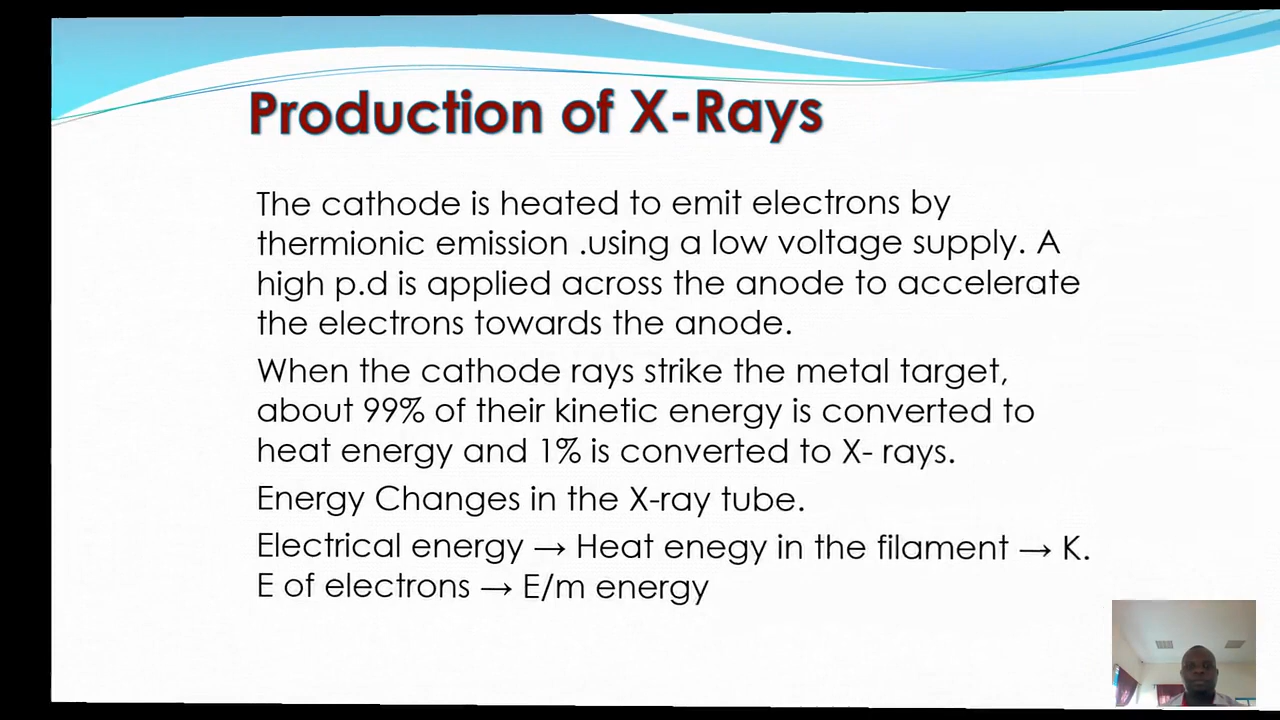 Production of X-Rays
The cathode is heated to emit electrons by
thermionic emission .using a low voltage supply. A
high p.d is applied across the anode to accelerate
the electrons towards the anode.
When the cathode rays strike the metal target,
about 99% of their kinetic energy is converted to
heat energy and 1% is converted to X- rays.
Energy Changes in the X-ray tube.
Electrical energy → Heat enegy in the filament → K.
E of electrons → E/m energy